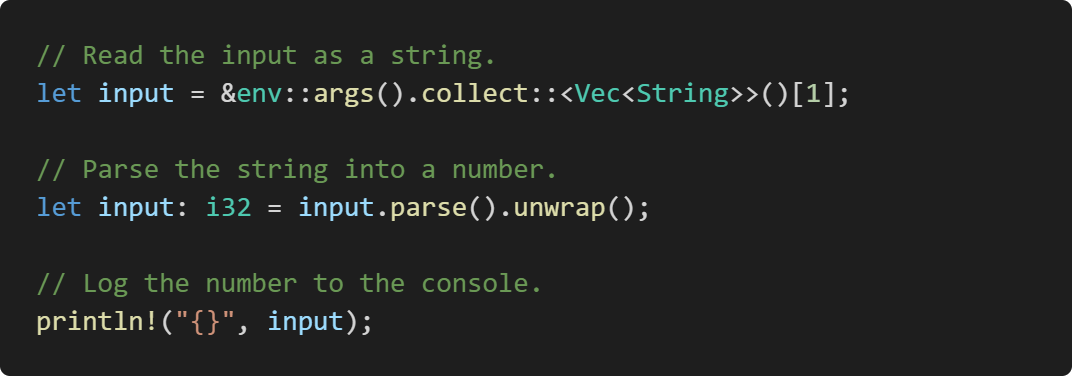 // Read the input as a string.
let input = &env::args().collect::<Vec<String>>()[1];
// Parse the string into a number.
let input: i32 = input.parse().unwrap();
// Log the number to the console.
println!("{}", input);